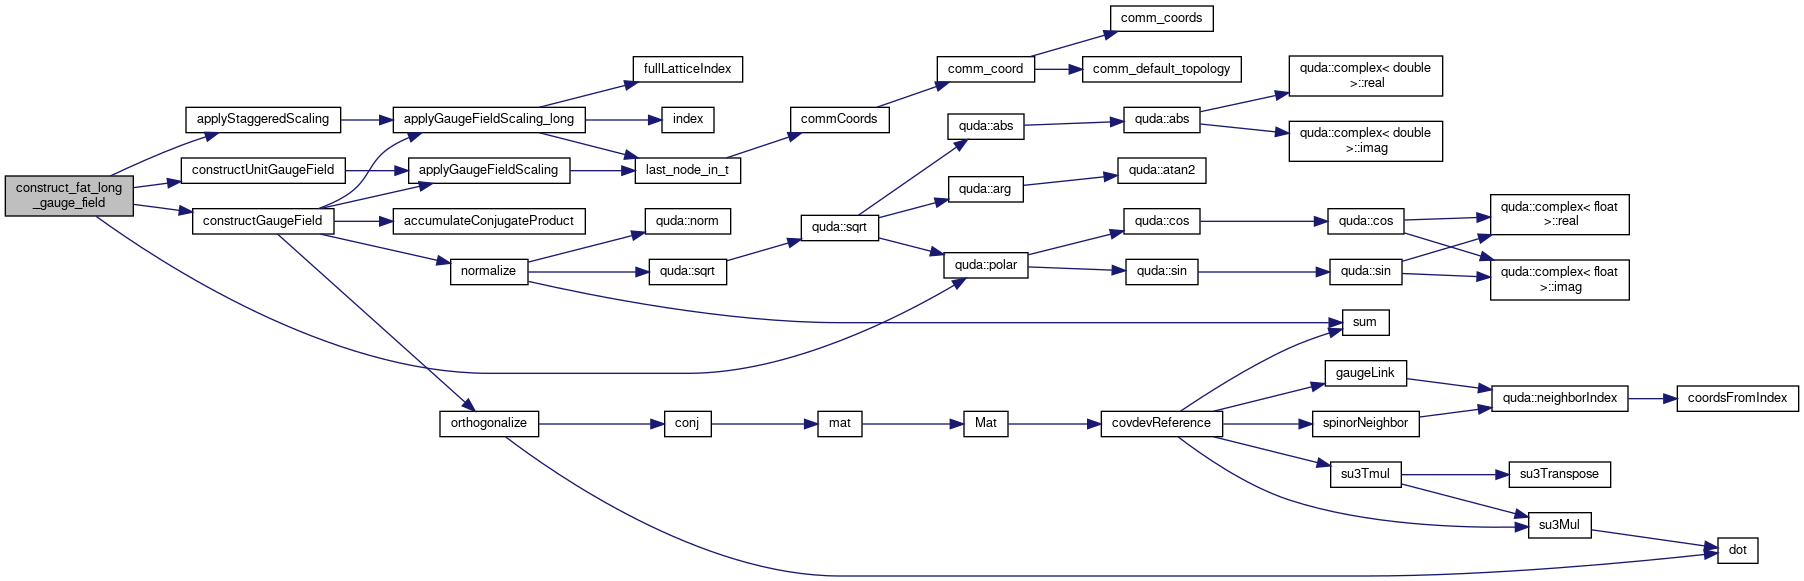 comm_coords
fullLatticeIndex
comm_coord
comm_default_topology
quda::complex< double
>::real
applyStaggeredScaling
applyGaugeFieldScaling_long
index
commCoords
quda::abs
quda::abs
quda::complex< double
>::imag
constructUnitGaugeField
applyGaugeFieldScaling
last_node_in_t
quda::atan2
construct_fat_long
_gauge_field
quda::arg
constructGaugeField
accumulateConjugateProduct
quda::norm
quda::sqrt
quda::cos
quda::cos
quda::complex< float
>::real
normalize
quda::sqrt
quda::polar
quda::sin
quda::sin
quda::complex< float
>::imag
sum
gaugeLink
quda::neighborIndex
coordsFromIndex
orthogonalize
conj
mat
Mat
covdevReference
spinorNeighbor
su3Tmul
su3Transpose
su3Mul
dot